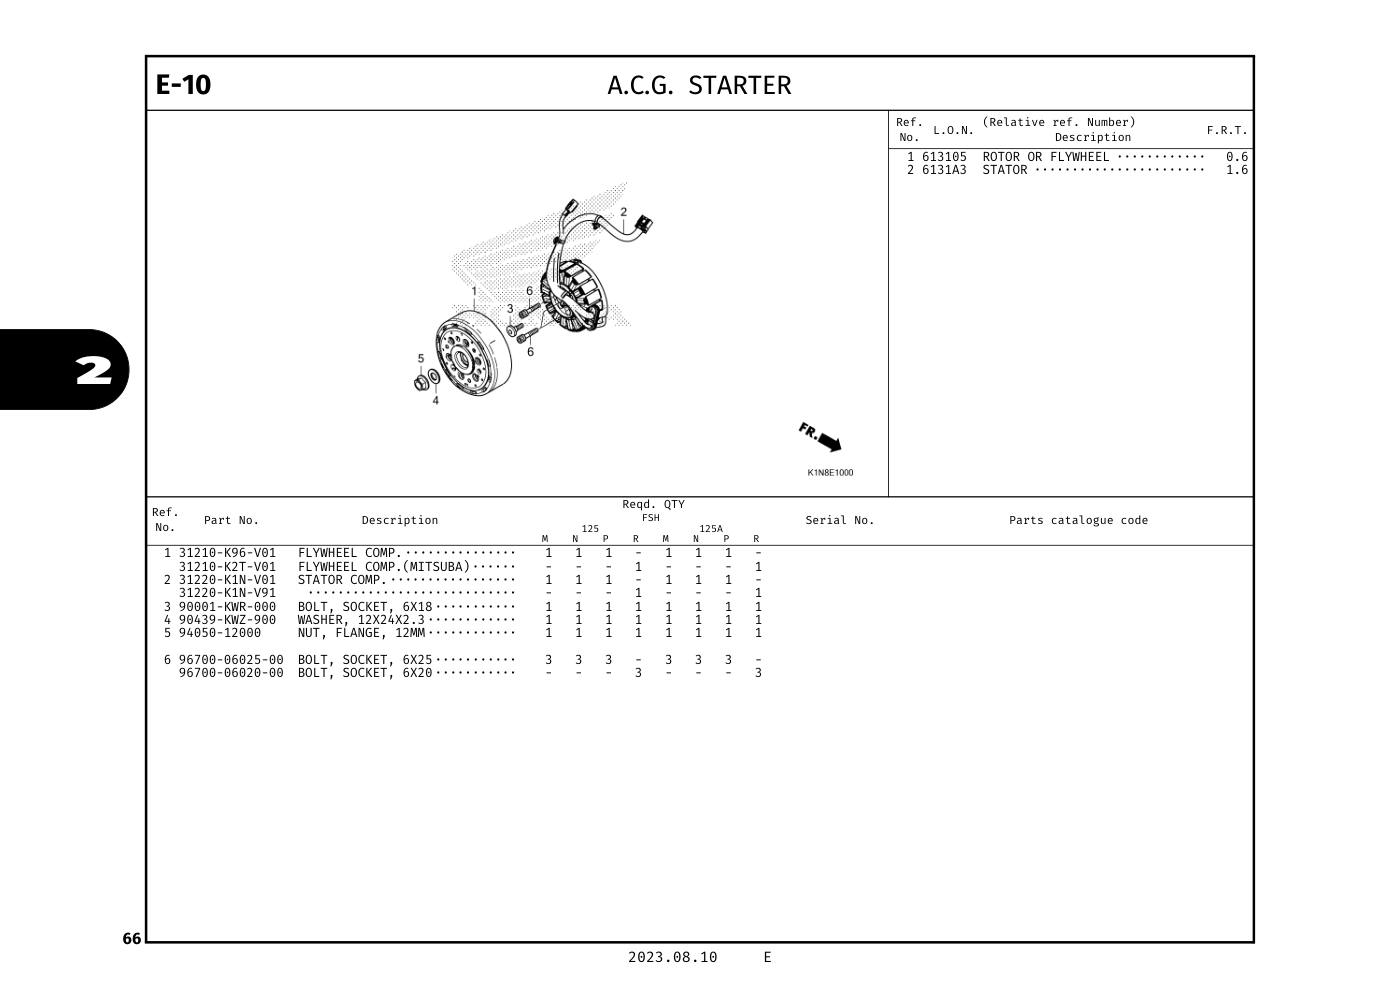 E-10
A.C.G. STARTER
Ref. No. L.O.N. (Relative ref. Number) Description F.R.T.
1 613105 ROTOR OR FLYWHEEL ············ 0.6
2 6131A3 STATOR ······················· 1.6
2
1
6
3
6
5
4
FR.
K1N8E1000
2
Reqd. QTY
Ref. No. Part No. Description FSH Serial No. Parts catalogue code
125 125A
M N P R M N P R
1 31210-K96-V01 FLYWHEEL COMP.··············· 1 1 1 - 1 1 1 -
31210-K2T-V01 FLYWHEEL COMP.(MITSUBA)······ - - - 1 - - - 1
2 31220-K1N-V01 STATOR COMP.················· 1 1 1 - 1 1 1 -
31220-K1N-V91 ···························· - - - 1 - - - 1
3 90001-KWR-000 BOLT, SOCKET, 6X18··········· 1 1 1 1 1 1 1 1
4 90439-KWZ-900 WASHER, 12X24X2.3············ 1 1 1 1 1 1 1 1
5 94050-12000 NUT, FLANGE, 12MM············ 1 1 1 1 1 1 1 1
6 96700-06025-00 BOLT, SOCKET, 6X25··········· 3 3 3 - 3 3 3 -
96700-06020-00 BOLT, SOCKET, 6X20··········· - - - 3 - - - 3
66
2023.08.10 E